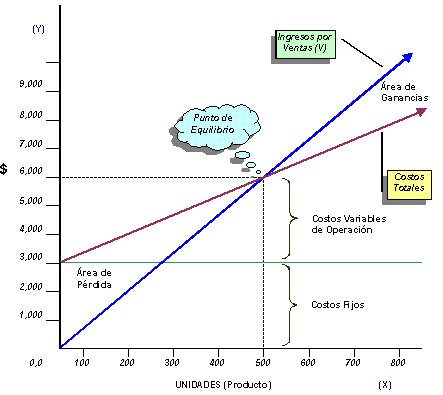 (Y)
Ingresos por
Ventas (V)
Área de
Ganancias
9,000
8,000
Punto de
Equilibrio
7,000
6,000
$
Costos
Totales
5,000
Costos Variables
de Operación
4,000
3,000
Área de
Pérdida
2,000
Costos Fijos
1,000
0,0
100
200
300
400
500
600
700
800
UNIDADES (Producto)
(X)